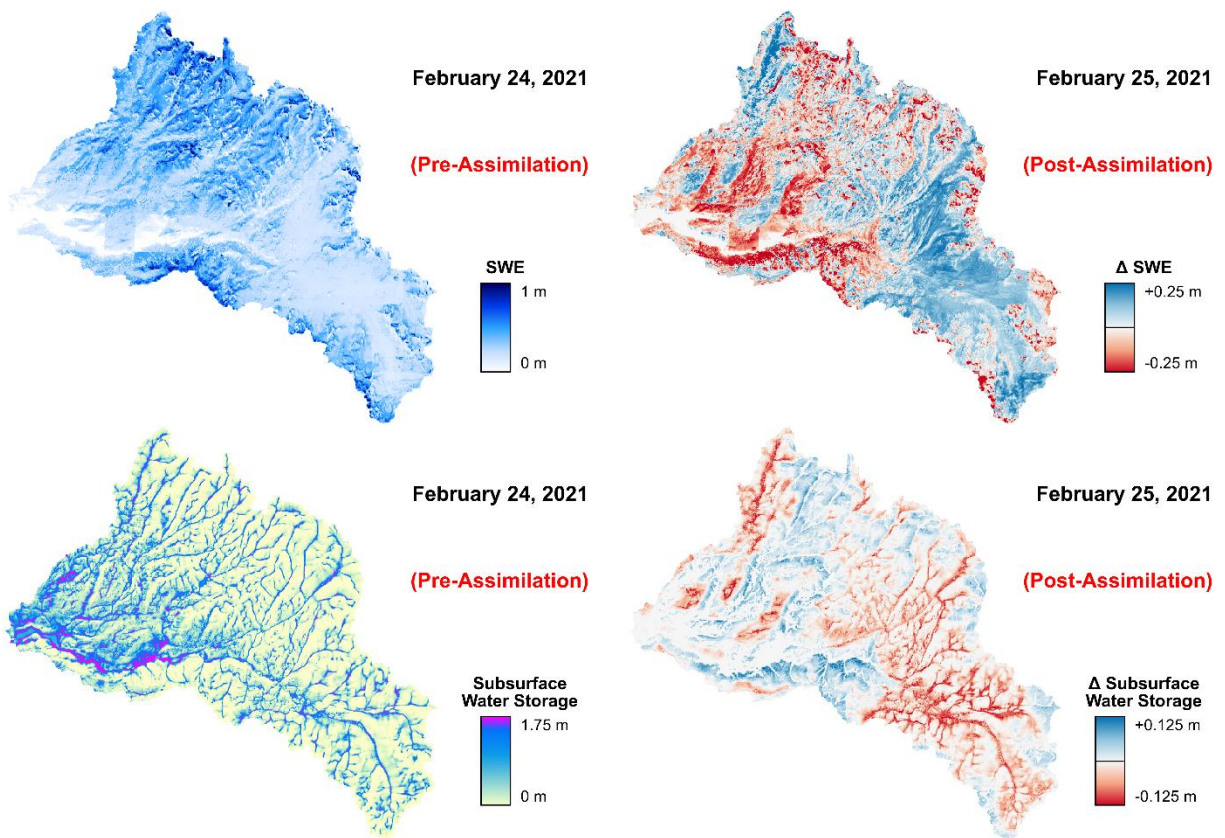 February 24, 2021
(Pre-Assimilation)
SWE
1 m
0 m
February 25, 2021
(Post-Assimilation)
Δ SWE
+0.25 m
-0.25 m
February 24, 2021
(Pre-Assimilation)
Subsurface
Water Storage
1.75 m
0 m
February 25, 2021
(Post-Assimilation)
Δ Subsurface
Water Storage
+0.125 m
-0.125 m